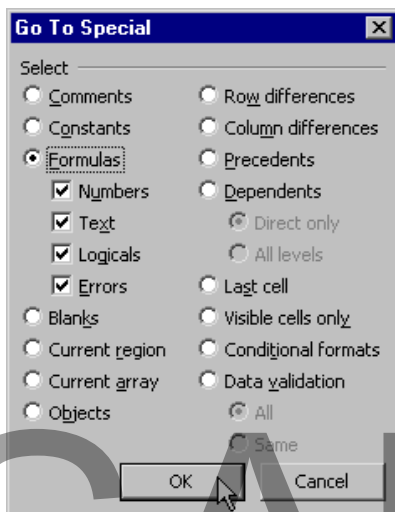 Go To Special
Select
Comments
Constants
Formulas
Numbers
Text
Logicals
Errors
Blanks
Current region
Current array
Objects
Row differences
Column differences
Precedents
Dependents
Direct only
All levels
Last cell
Visible cells only
Conditional formats
Data validation
All
Same
OK
Cancel